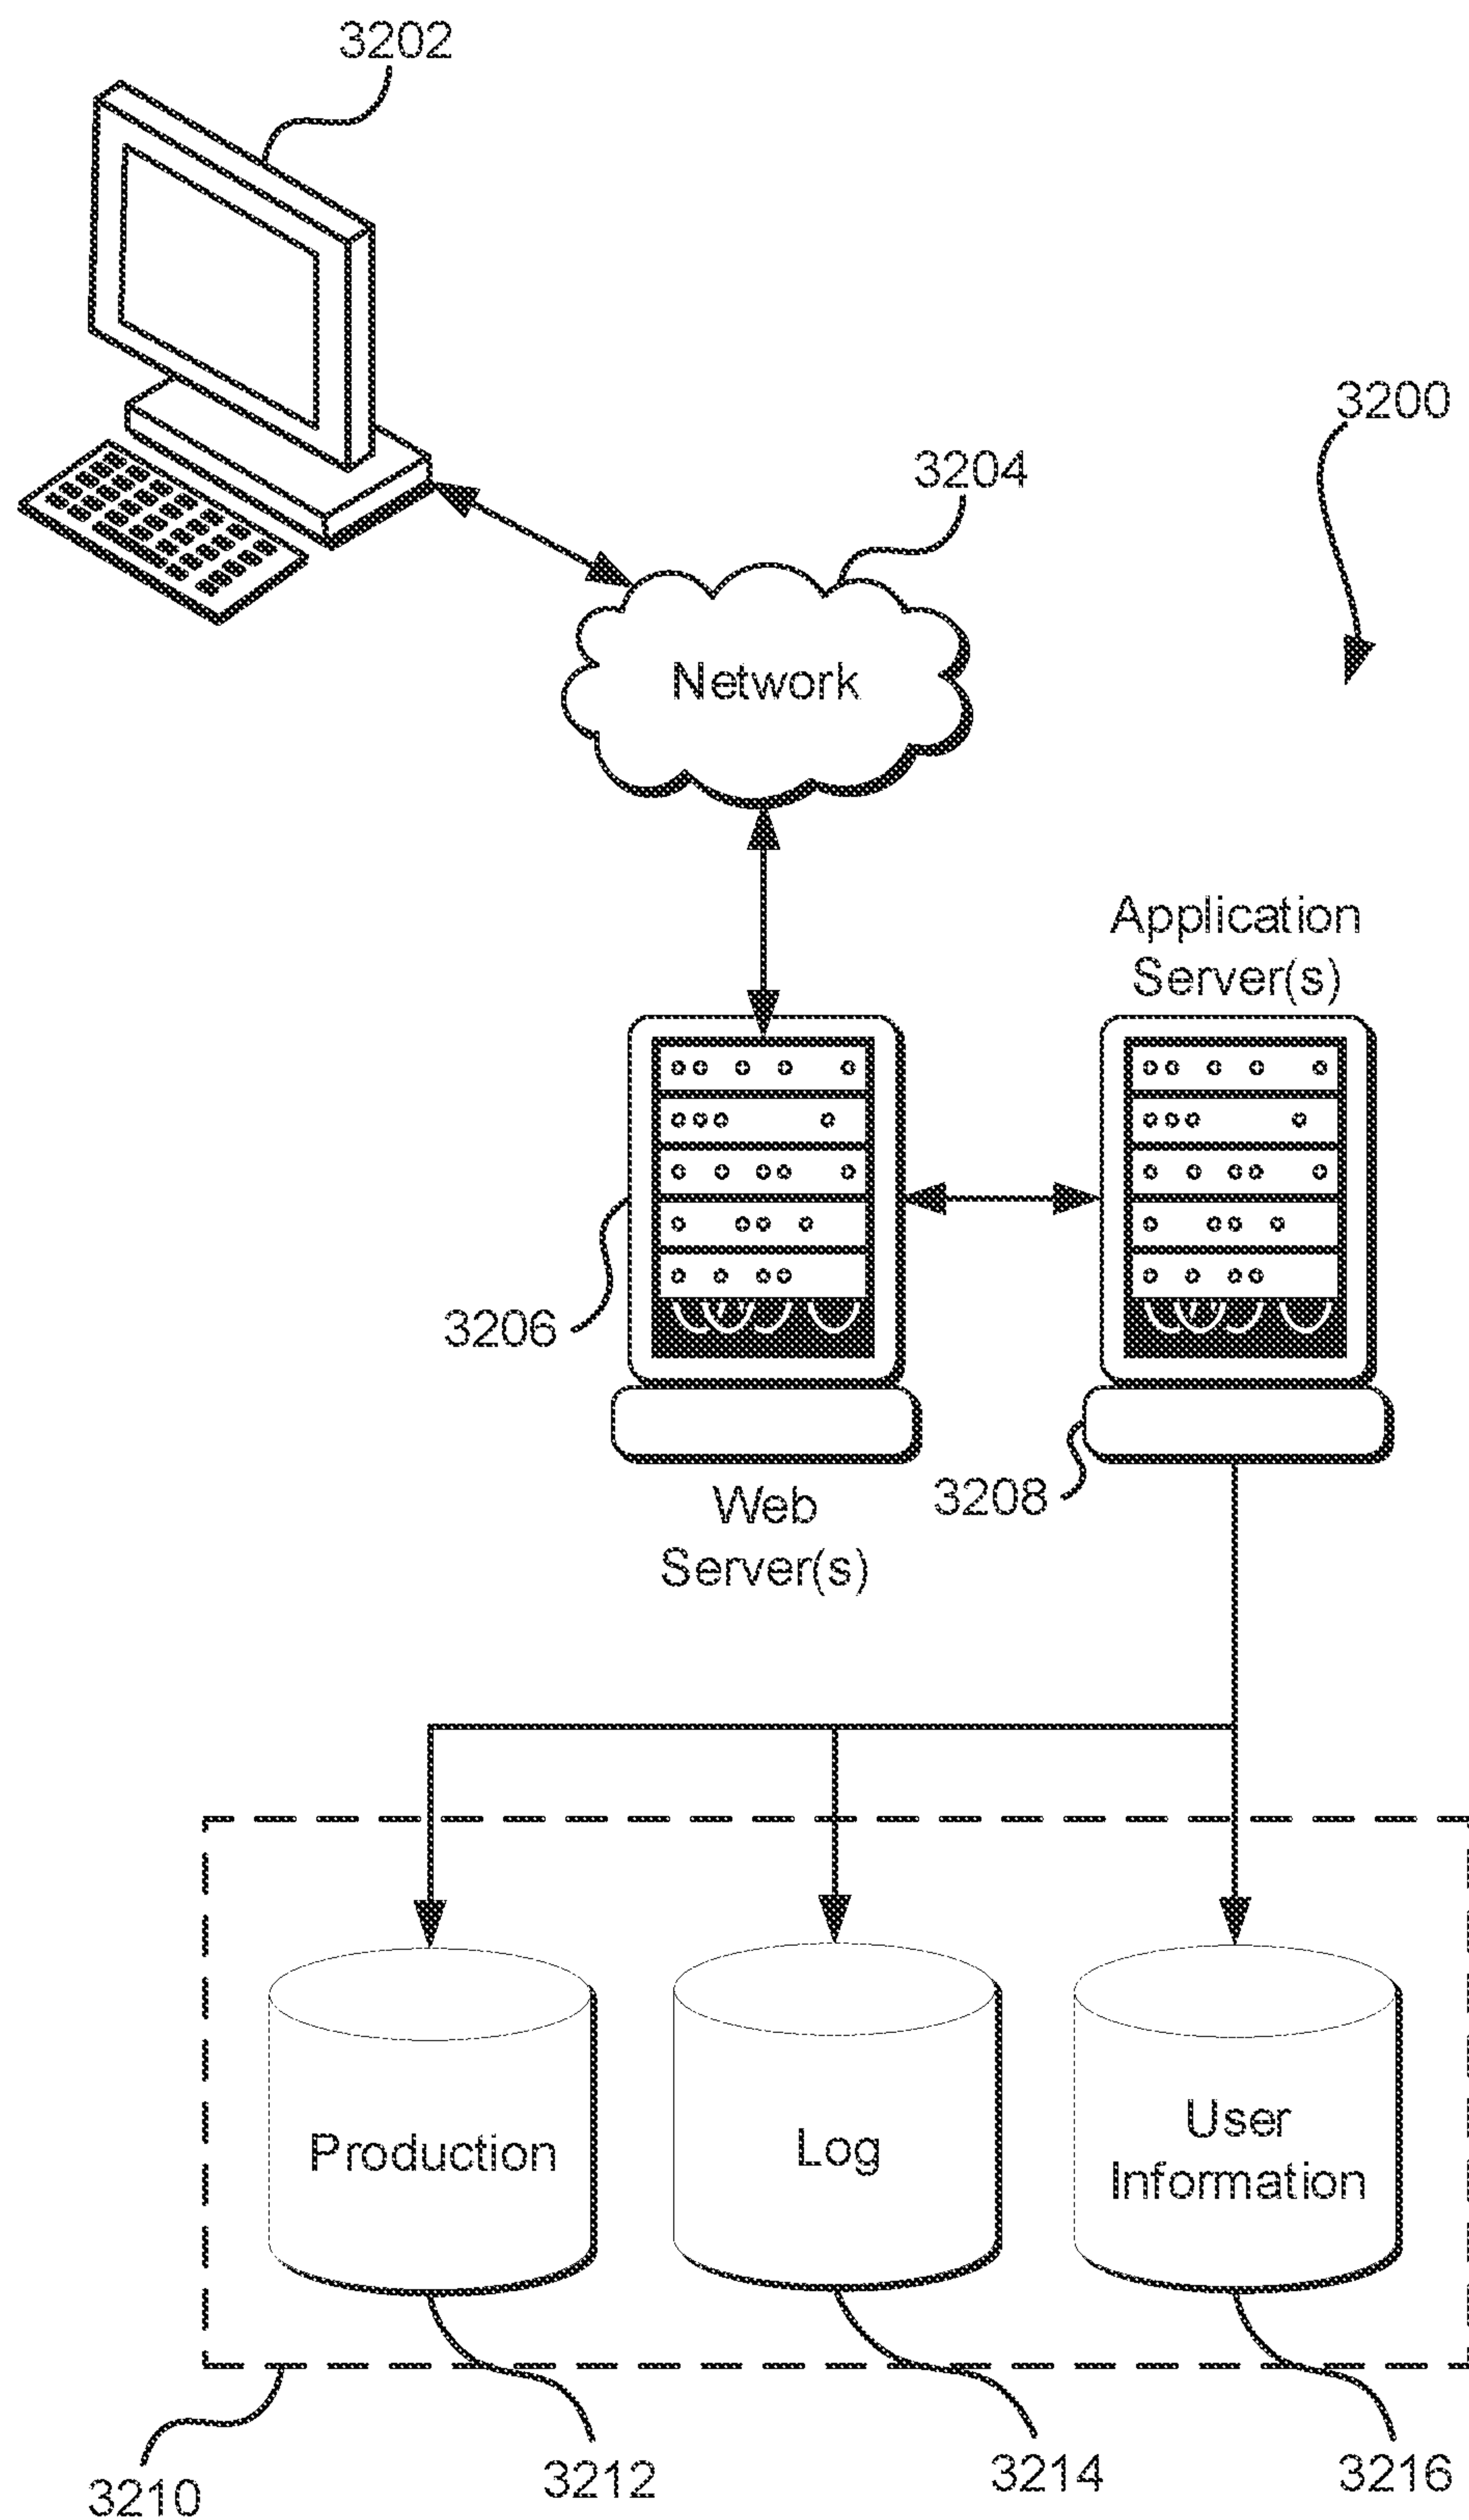 3202
3200
3204
Network
Application
Server(s)
3206
3208
Web
Server(s)
Production
Log
User
Information
3210
3212
3214
3216